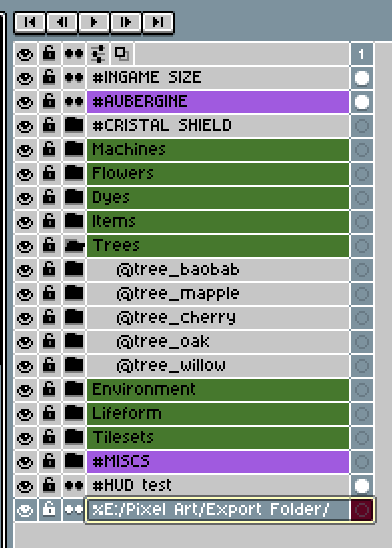 1
#INGAME SIZE
#AUBERGINE
#CRISTAL SHIELD
Machines
Flowers
Dyes
Items
Trees
@tree_baobab
@tree_mapple
@tree_cherry
@tree_oak
@tree_willow
Environment
Lifeform
Tilesets
#MISCS
#HUD test
%E:/Pixel Art/Export Folder/